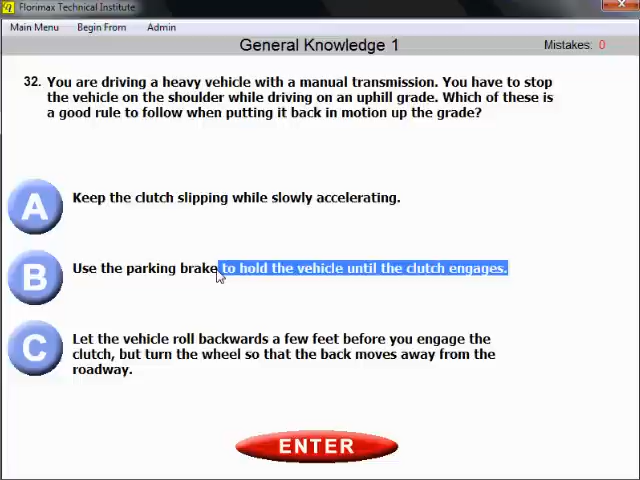 Florimax Technical Institute
Main Menu Begin From Admin
General Knowledge 1 Mistakes: 0
32. You are driving a heavy vehicle with a manual transmission. You have to stop
the vehicle on the shoulder while driving on an uphill grade. Which of these is
a good rule to follow when putting it back in motion up the grade?
A Keep the clutch slipping while slowly accelerating.
B Use the parking brake to hold the vehicle until the clutch engages.
C Let the vehicle roll backwards a few feet before you engage the
clutch, but turn the wheel so that the back moves away from the
roadway.
ENTER